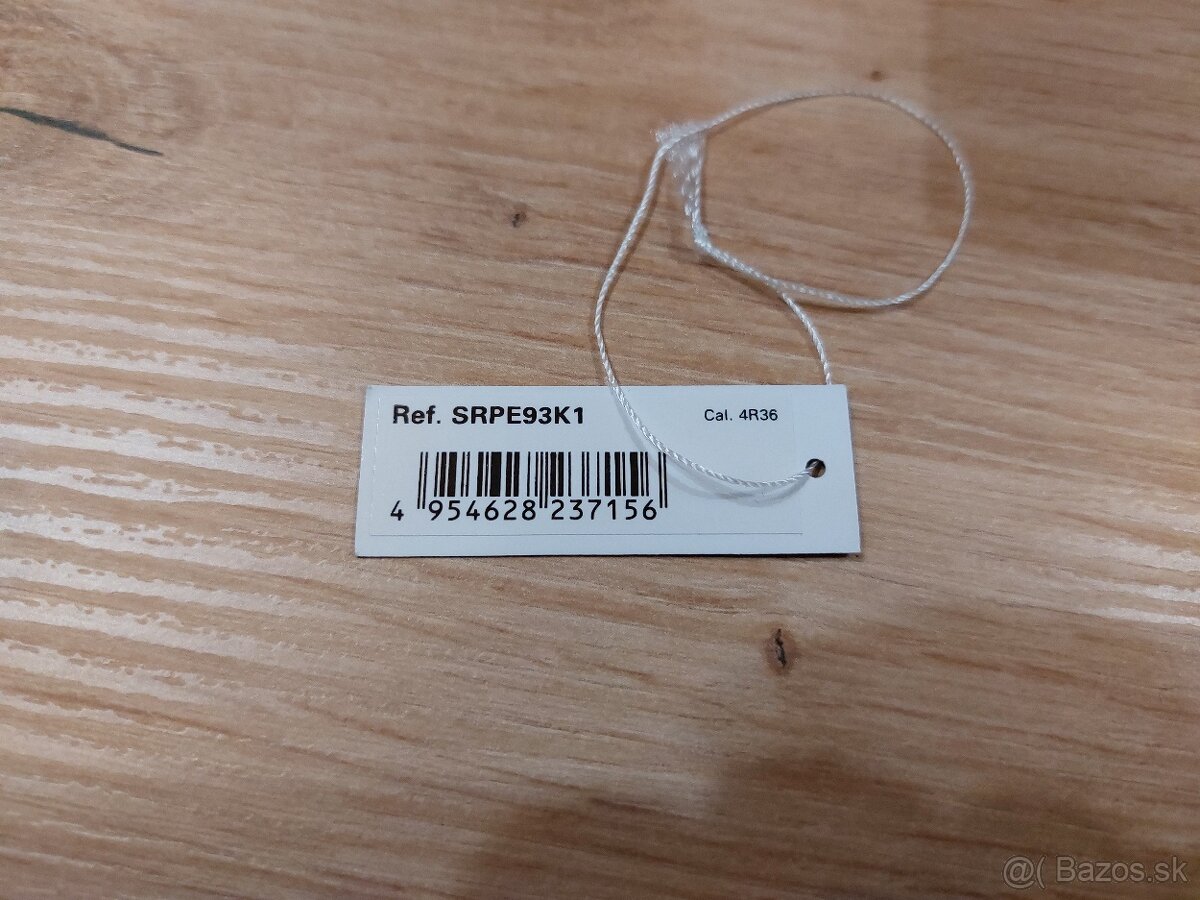 Ref. SRPE93K1
Cal. 4R36
4 954628 237156
@( Bazos.sk